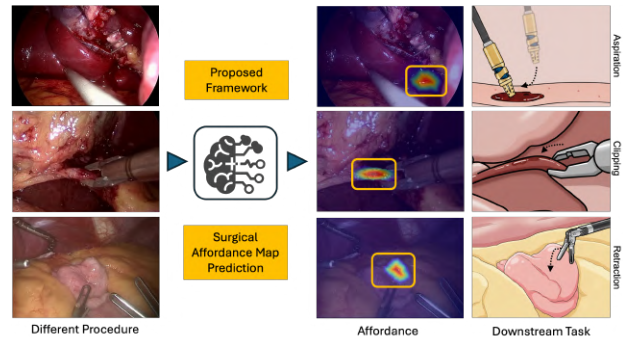 Proposed
Framework
Surgical
Affordance Map
Prediction
Aspiration
Clipping
Retraction
Different Procedure
Affordance
Downstream Task